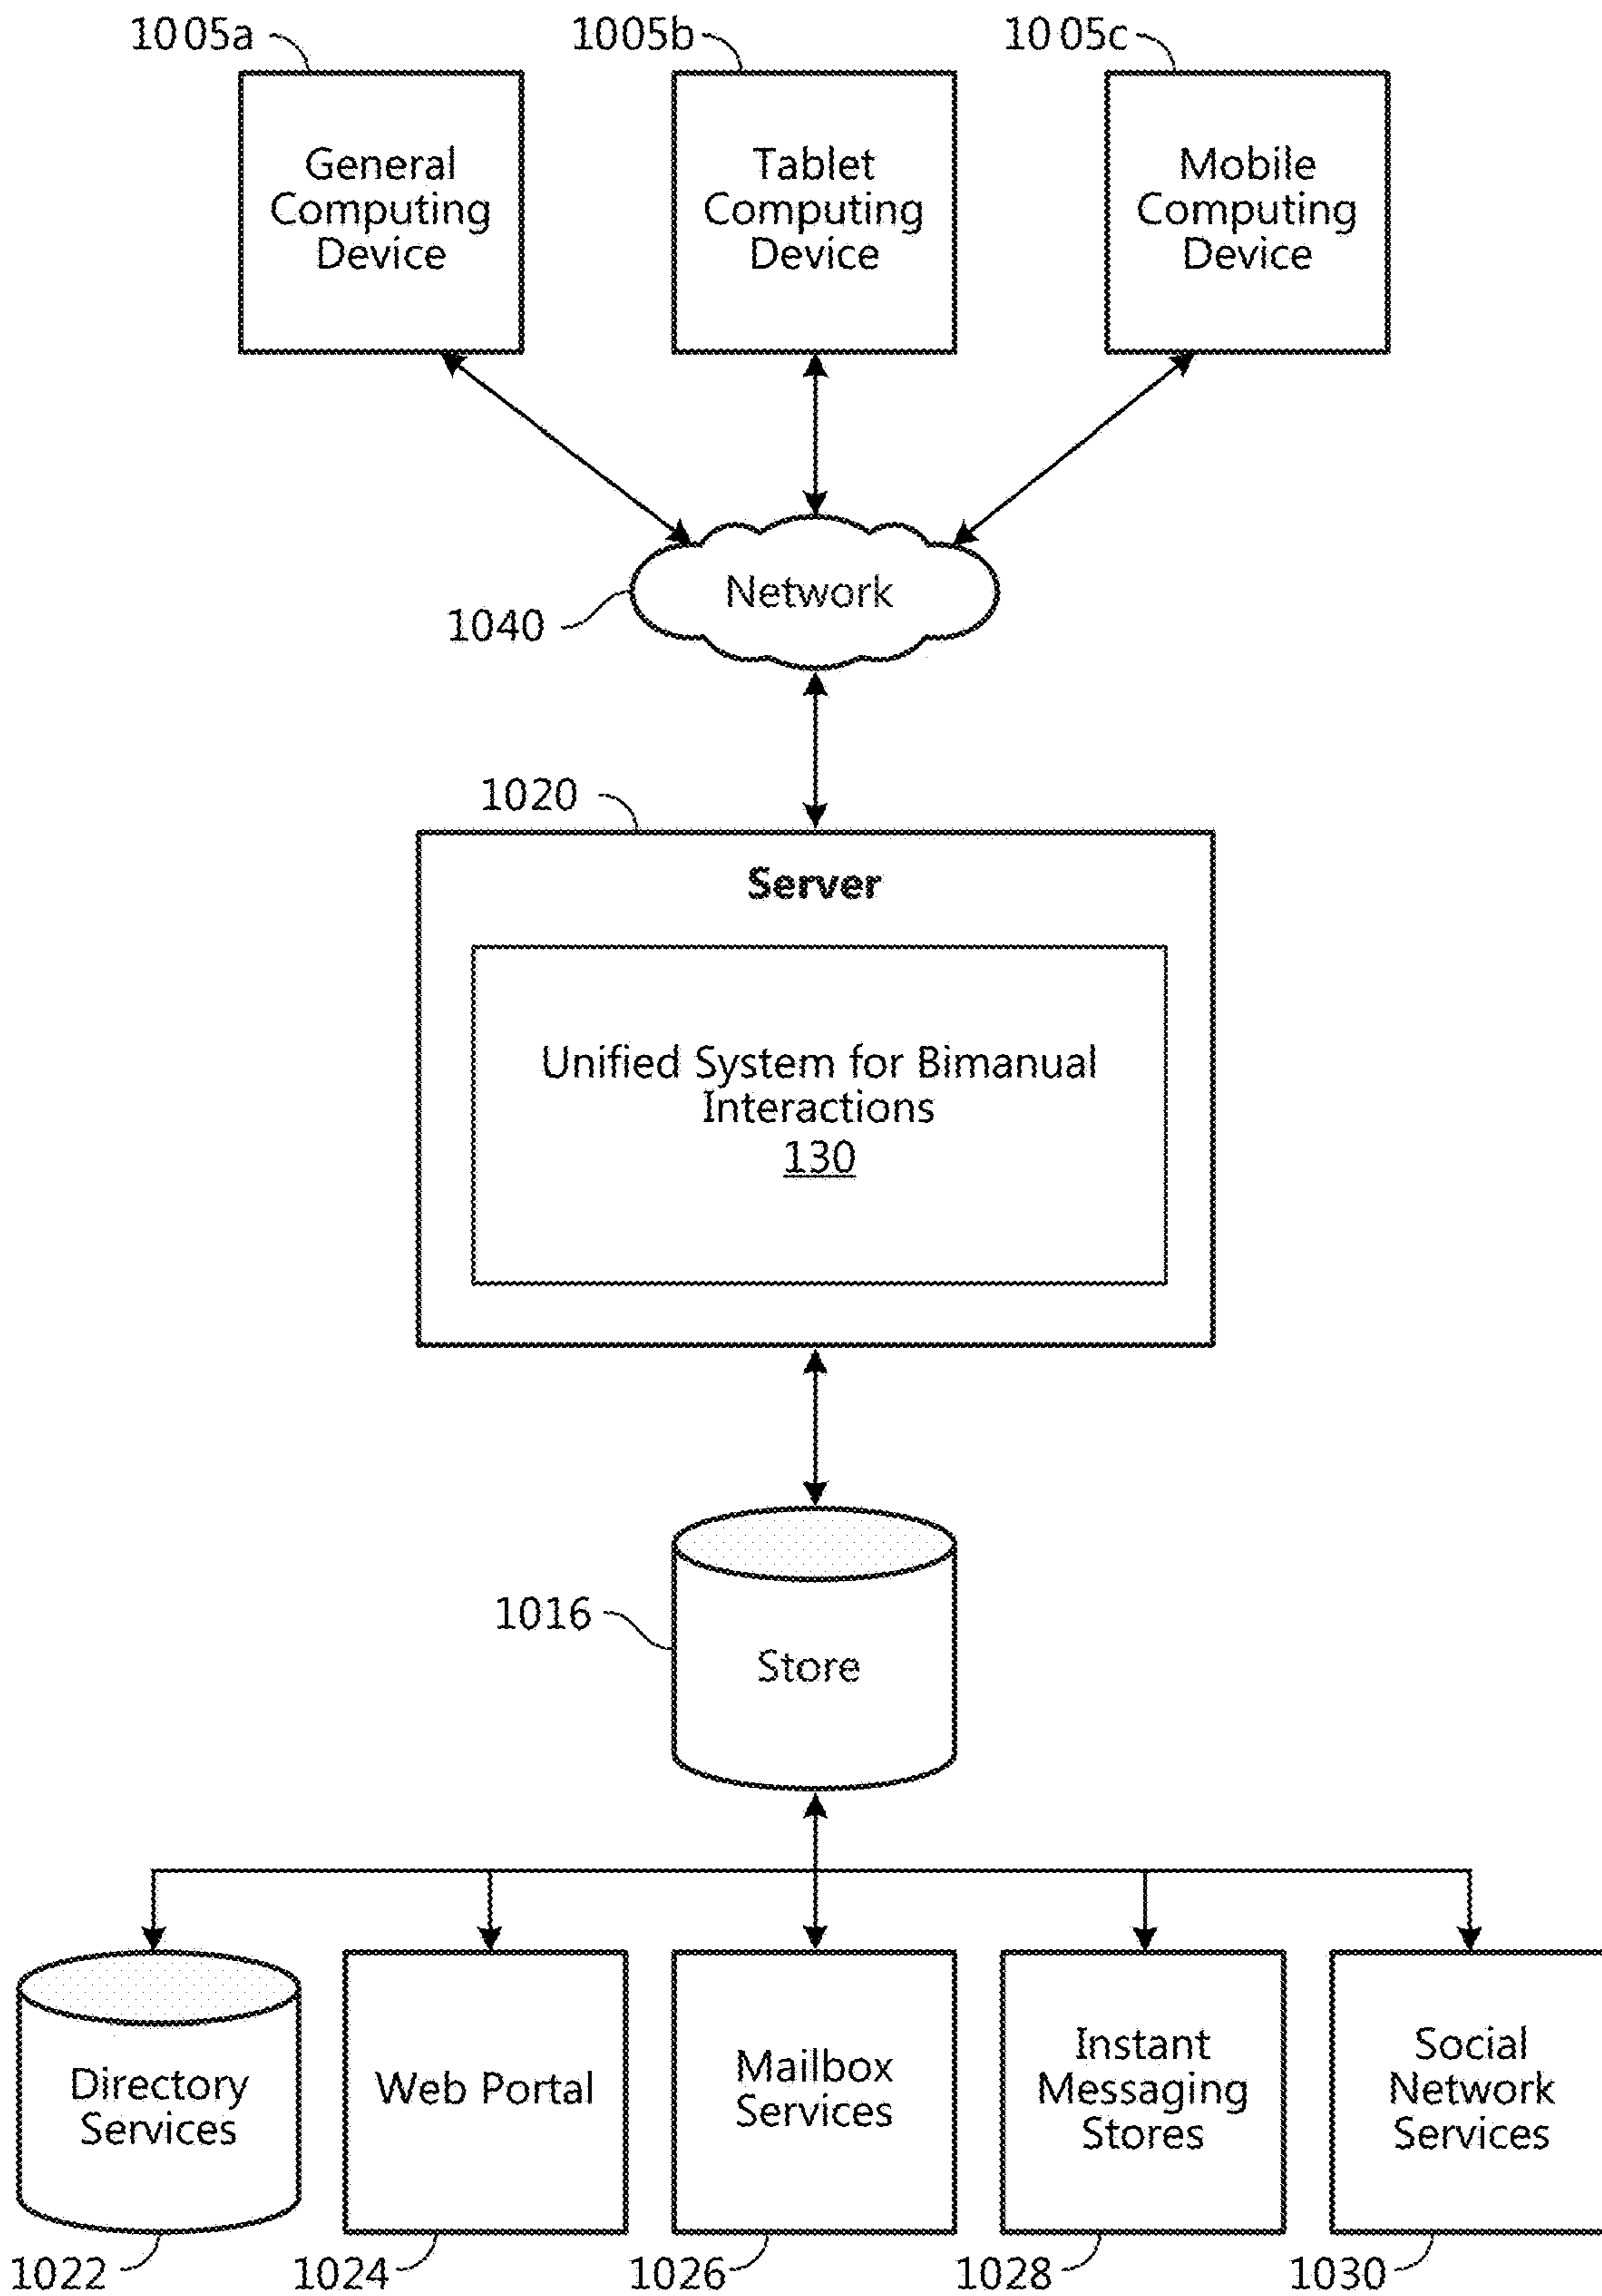 1005a
1005b
1005c
General
Computing
Device
Tablet
Computing
Device
Mobile
Computing
Device
Network
1040
1020
Server
Unified System for Bimanual
Interactions
130
1016
Store
Directory
Services
Web Portal
Mailbox
Services
Instant
Messaging
Stores
Social
Network
Services
1022
1024
1026
1028
1030